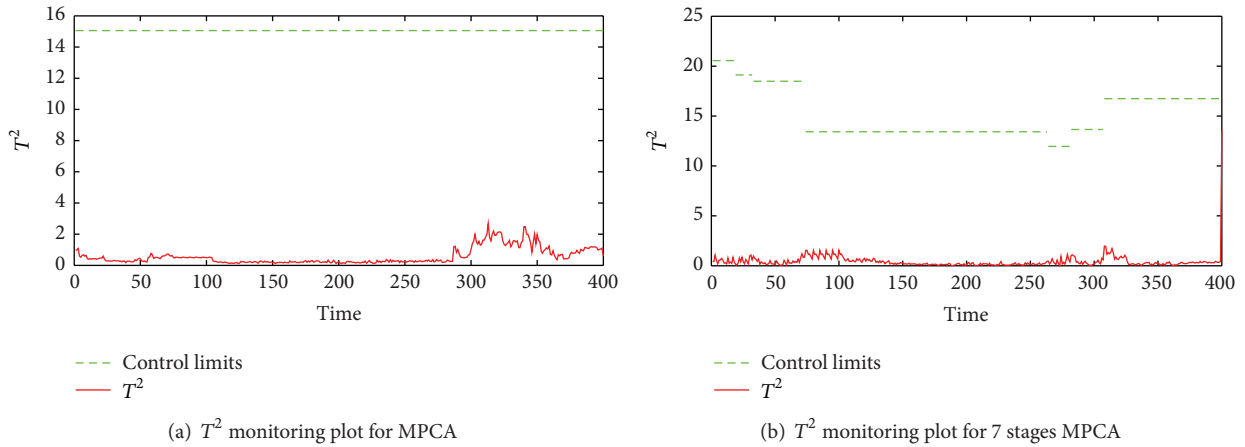 16
14
12
10
8
6
4
2
0
T²
0 50 100 150 200 250 300 350 400
Time
Control limits
T²
(a) T² monitoring plot for MPCA
25
20
15
10
5
0
T²
0 50 100 150 200 250 300 350 400
Time
Control limits
T²
(b) T² monitoring plot for 7 stages MPCA